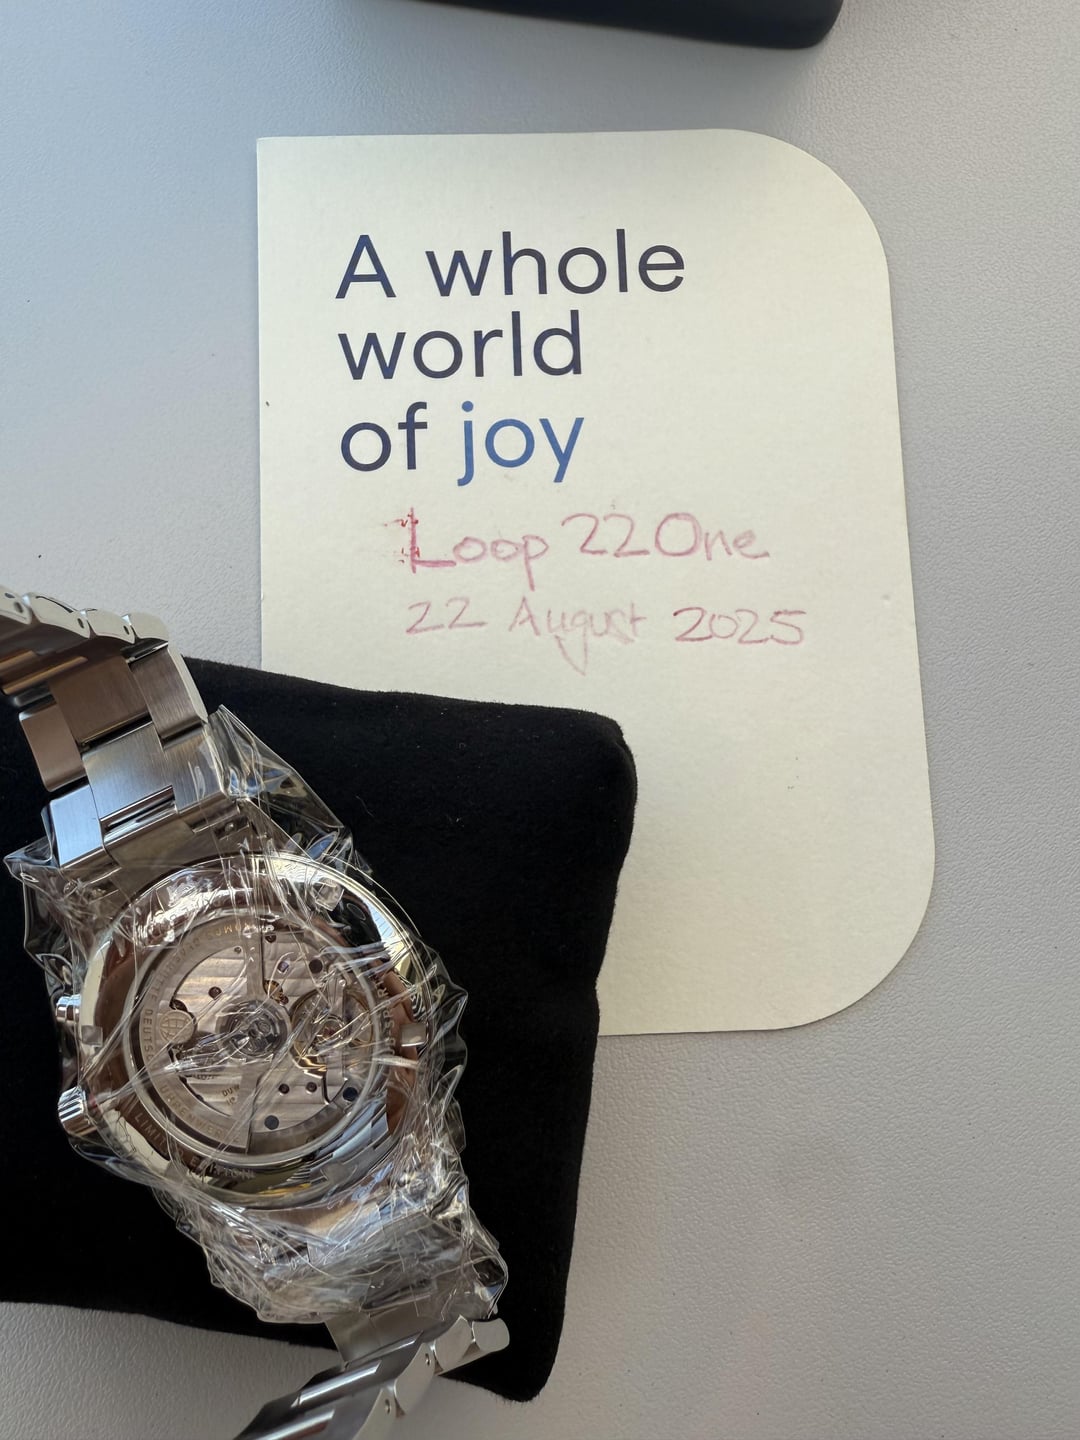 A whole
world
of joy
Loop 22One
22 August 2025